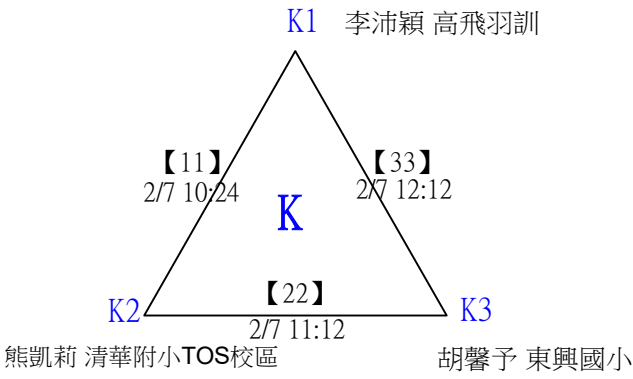 K1 李沛穎 高飛羽訓
【11】
2/7 10:24
【33】
2/7 12:12
K
K2
【22】
2/7 11:12
K3
熊凱莉 清華附小TOS校區
胡馨予 東興國小